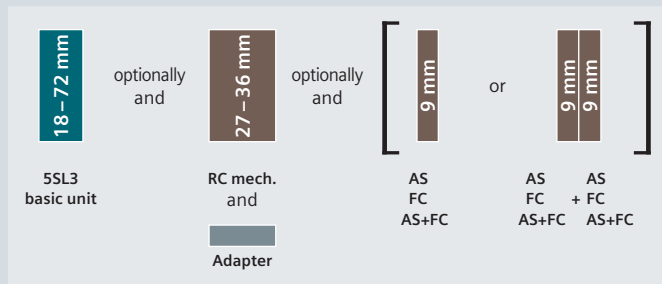 18–72 mm
optionally
and
27–36 mm
optionally
and
9 mm
or
9 mm
9 mm
5SL3
basic unit
RC mech.
and
Adapter
AS
FC
AS+FC
AS AS
FC + FC
AS+FC AS+FC